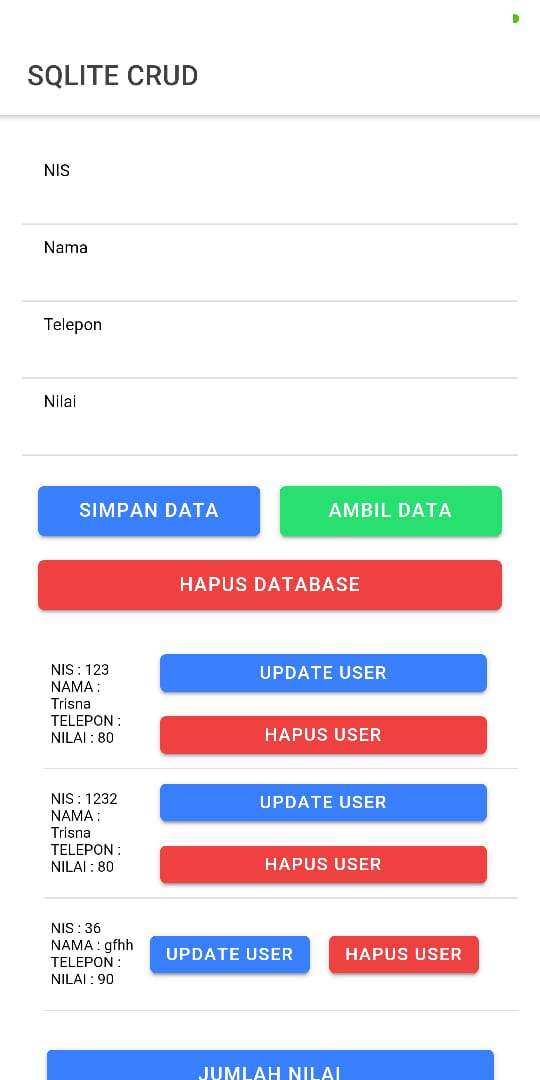 SQLITE CRUD
NIS
Nama
Telepon
Nilai
SIMPAN DATA
AMBIL DATA
HAPUS DATABASE
NIS : 123
NAMA :
Trisna
TELEPON :
NILAI : 80
UPDATE USER
HAPUS USER
NIS : 1232
NAMA :
Trisna
TELEPON :
NILAI : 80
UPDATE USER
HAPUS USER
NIS : 36
NAMA : gfhh
TELEPON :
NILAI : 90
UPDATE USER
HAPUS USER
JUMLAH NILAI